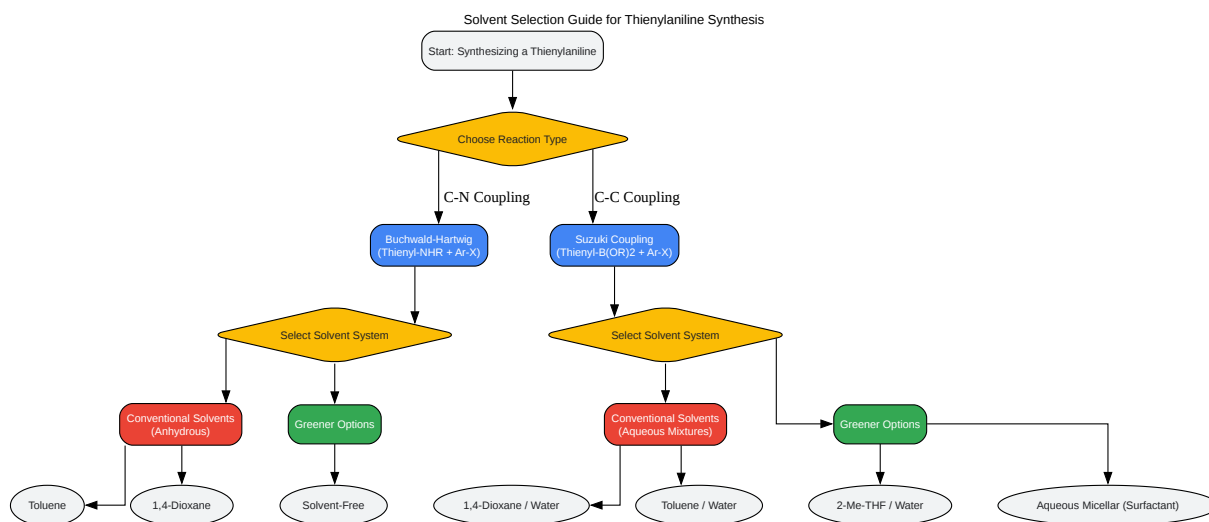 Solvent Selection Guide for Thienylaniline Synthesis
Start: Synthesizing a Thienylaniline
Choose Reaction Type
C-N Coupling
C-C Coupling
Buchwald-Hartwig
(Thienyl-NHR + Ar-X)
Suzuki Coupling
(Thienyl-B(OR)2 + Ar-X)
Select Solvent System
Select Solvent System
Conventional Solvents
(Anhydrous)
Greener Options
Conventional Solvents
(Aqueous Mixtures)
Greener Options
Toluene
1,4-Dioxane
Solvent-Free
1,4-Dioxane / Water
Toluene / Water
2-Me-THF / Water
Aqueous Micellar (Surfactant)